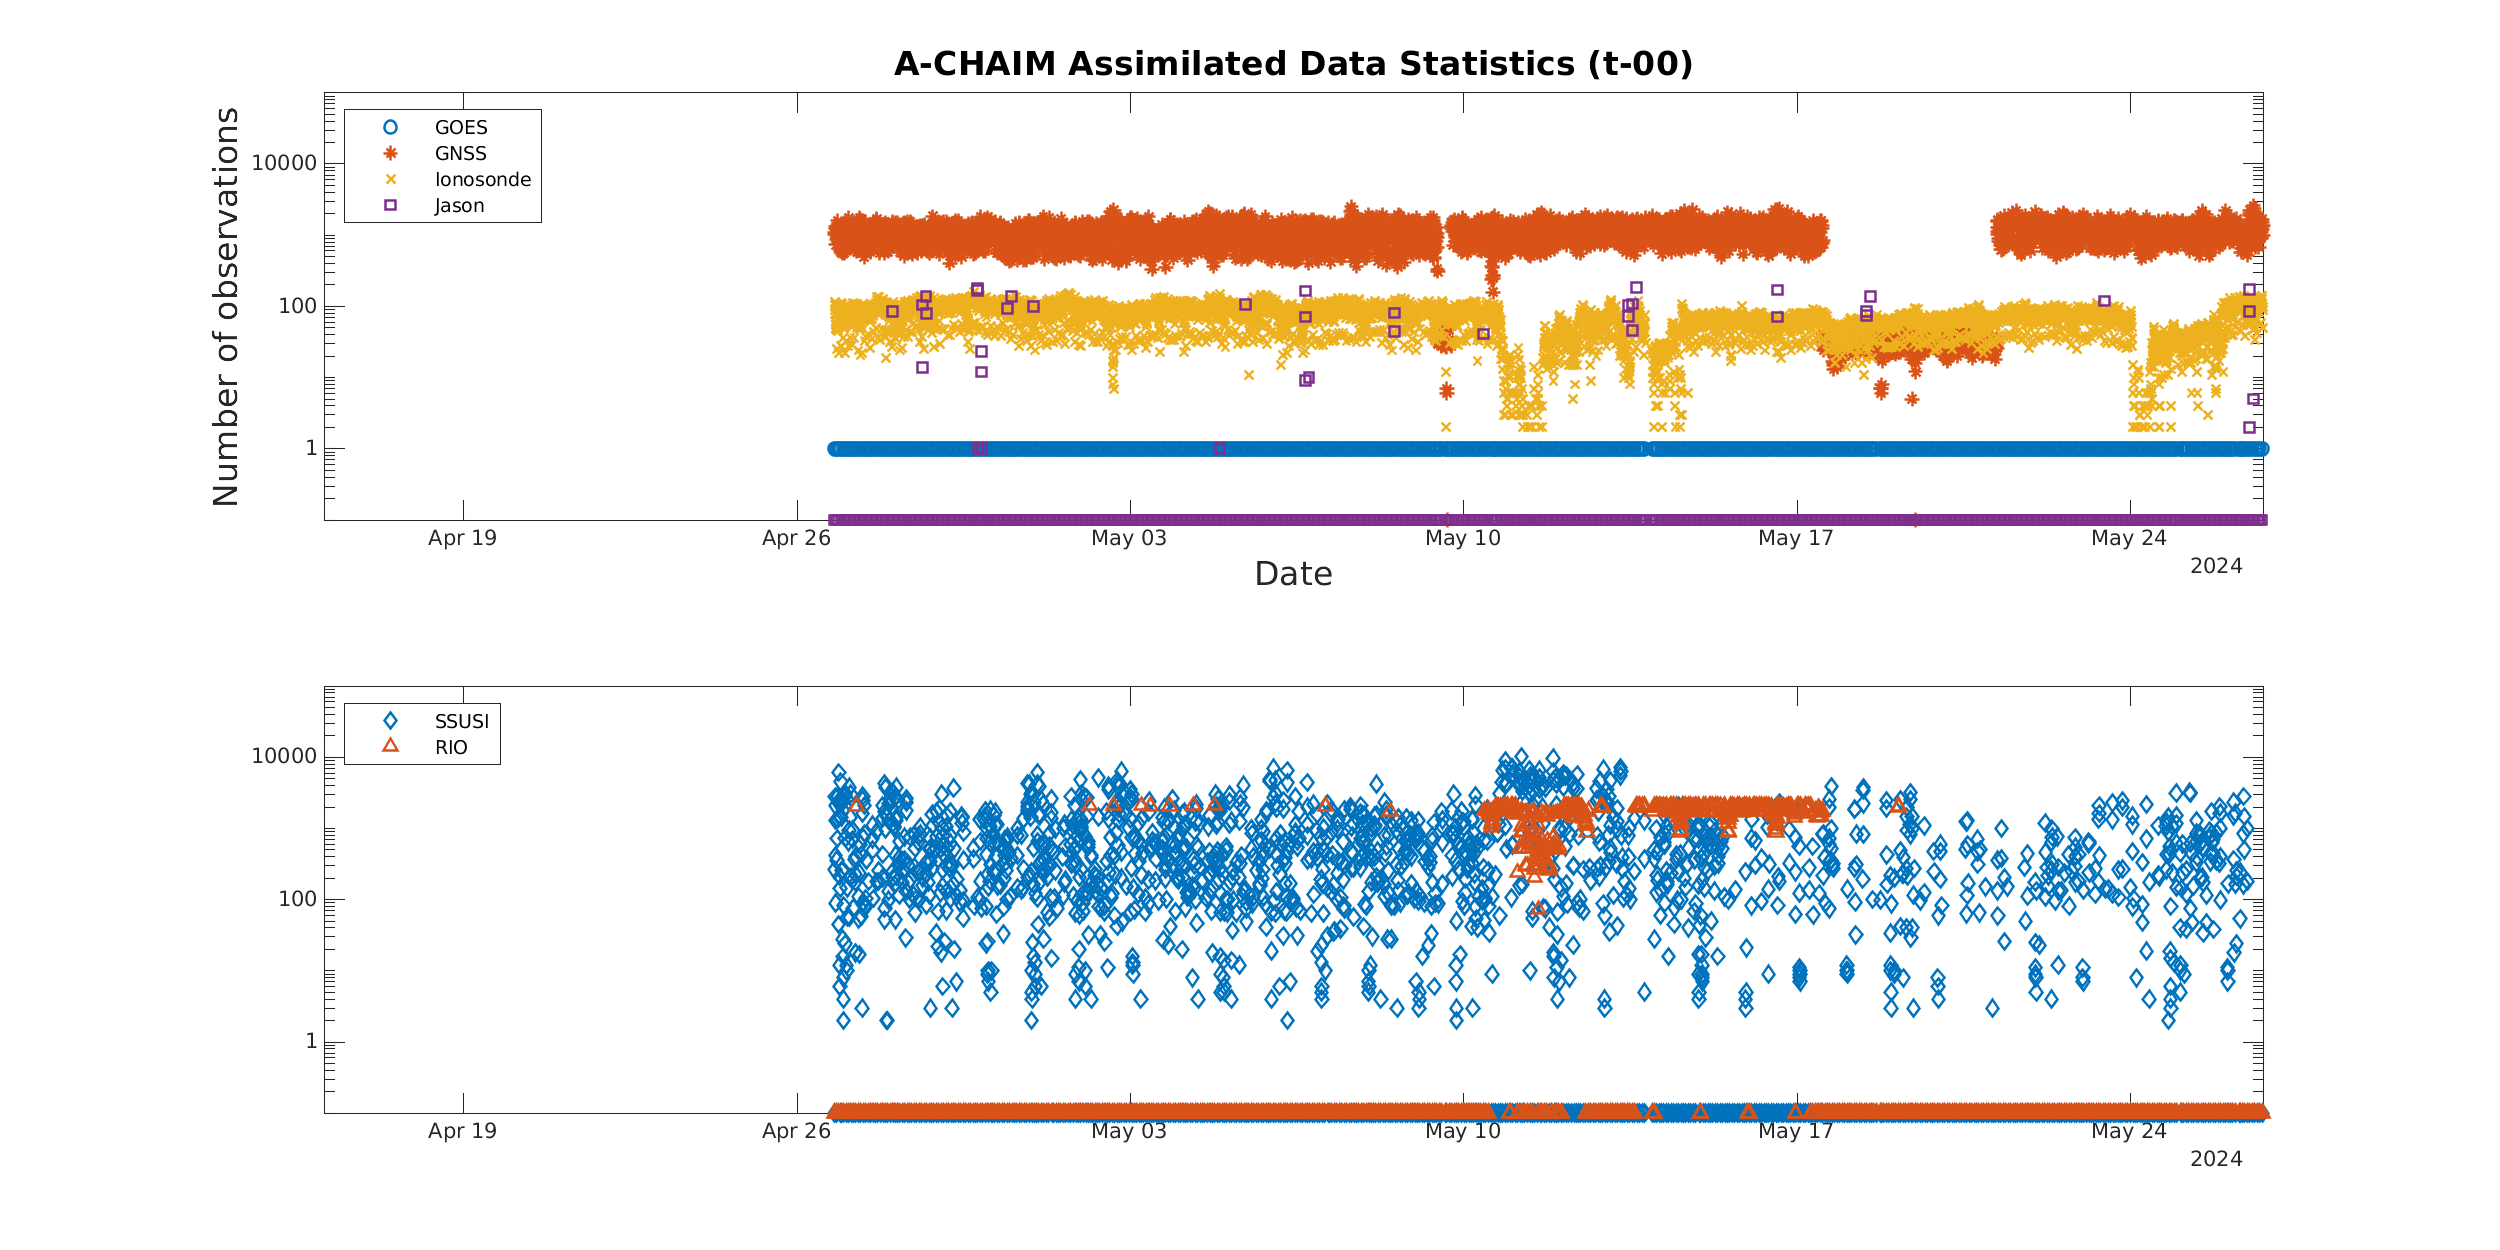 A-CHAIM Assimilated Data Statistics (t-00)
Number of observations
10000
100
1
GOES
GNSS
Ionosonde
Jason
Apr 19
Apr 26
May 03
May 10
May 17
May 24
2024
Date
10000
100
1
SSUSI
RIO
Apr 19
Apr 26
May 03
May 10
May 17
May 24
2024